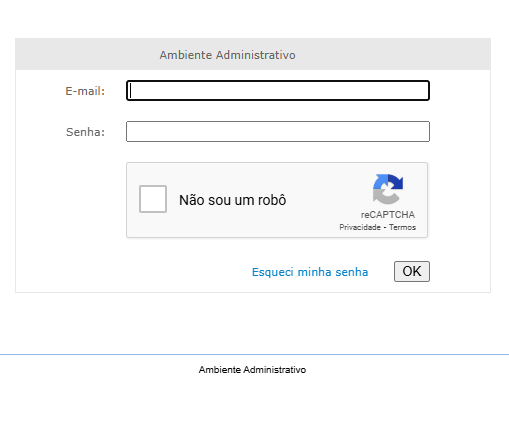 Ambiente Administrativo
E-mail:
Senha:
Não sou um robô
reCAPTCHA
Privacidade - Termos
Esqueci minha senha
OK
Ambiente Administrativo